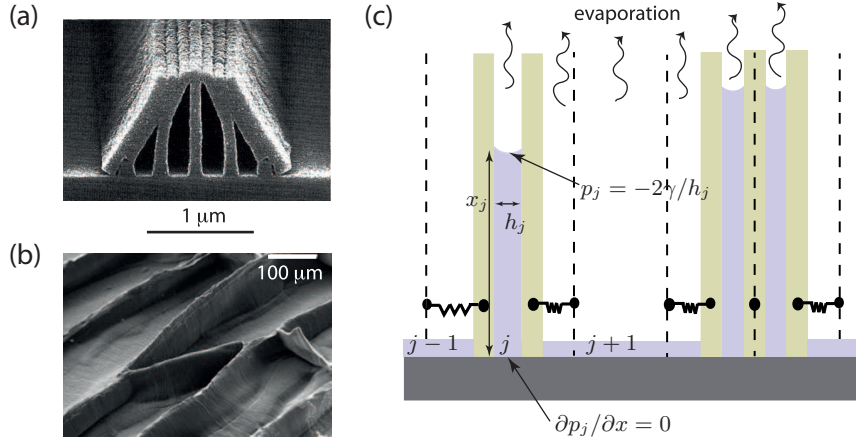 (a)
1 µm
(b)
100 µm
(c)
evaporation
p_j = −2γ/h_j
x_j
h_j
j − 1
j
j + 1
∂p_j/∂x = 0